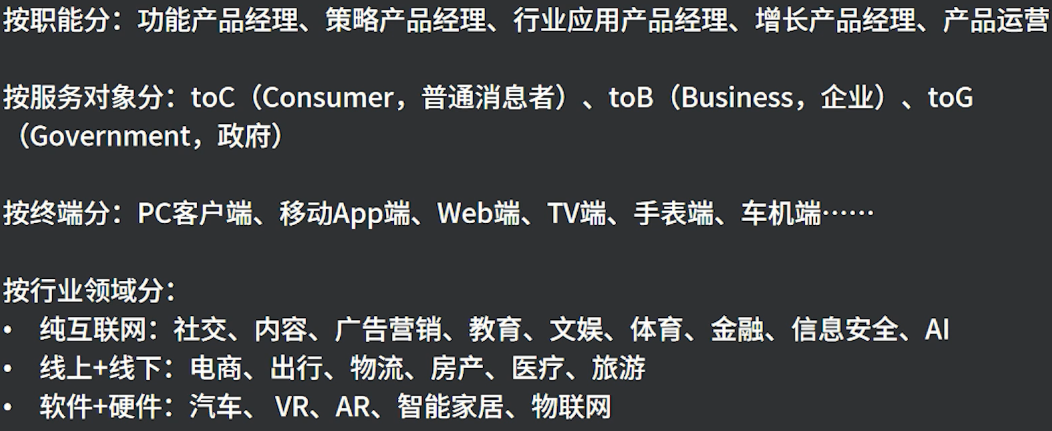 按职能分：功能产品经理、策略产品经理、行业应用产品经理、增长产品经理、产品运营
按服务对象分：toC（Consumer，普通消息者）、toB（Business，企业）、toG
（Government，政府）
按终端分：PC客户端、移动App端、Web端、TV端、手表端、车机端……
按行业领域分：
• 纯互联网：社交、内容、广告营销、教育、文娱、体育、金融、信息安全、AI
• 线上+线下：电商、出行、物流、房产、医疗、旅游
• 软件+硬件：汽车、VR、AR、智能家居、物联网